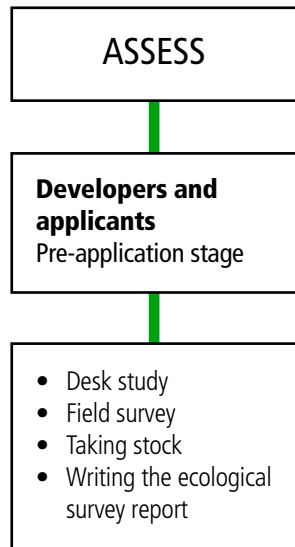 ASSESS
Developers and
applicants
Pre-application stage
• Desk study
• Field survey
• Taking stock
• Writing the ecological
survey report